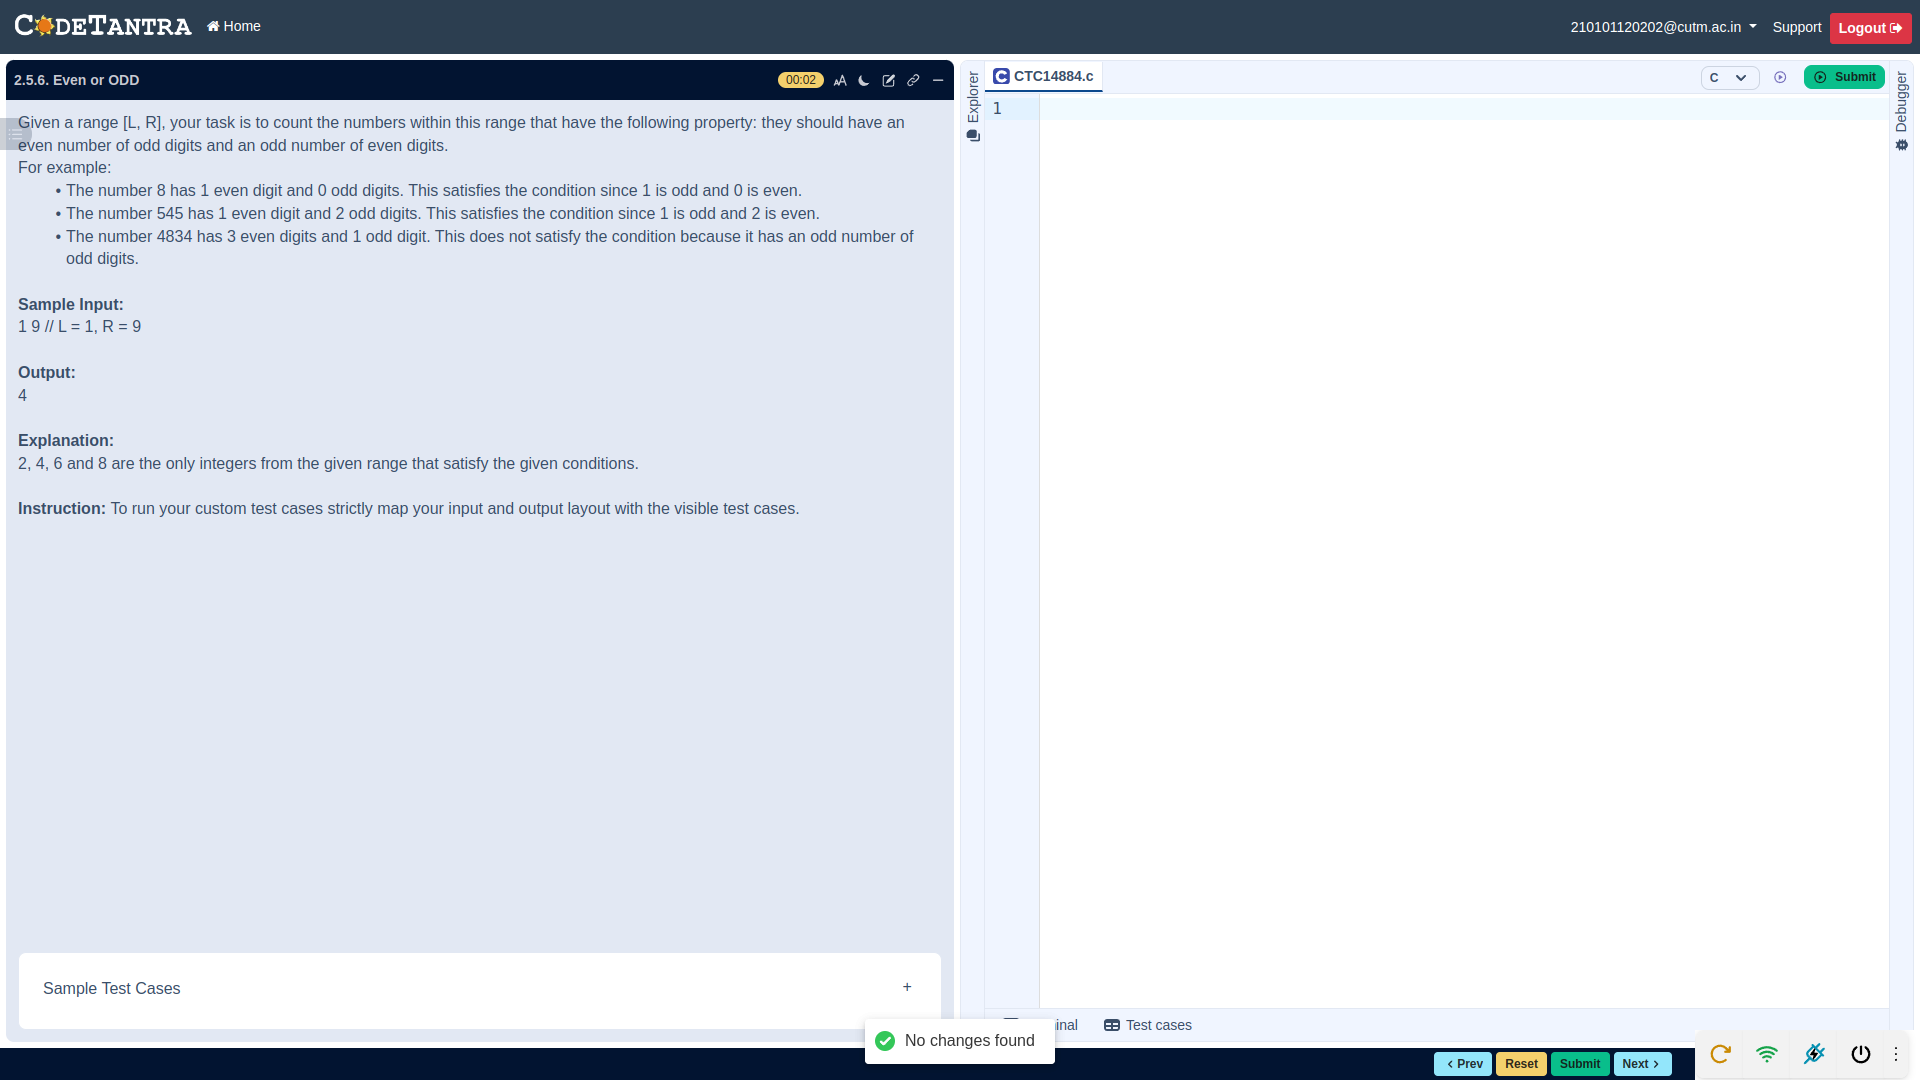 CODETANTRA Home
210101120202@cutm.ac.in Support Logout
2.5.6. Even or ODD
00:02
Given a range [L, R], your task is to count the numbers within this range that have the following property: they should have an
even number of odd digits and an odd number of even digits.
For example:
• The number 8 has 1 even digit and 0 odd digits. This satisfies the condition since 1 is odd and 0 is even.
• The number 545 has 1 even digit and 2 odd digits. This satisfies the condition since 1 is odd and 2 is even.
• The number 4834 has 3 even digits and 1 odd digit. This does not satisfy the condition because it has an odd number of
odd digits.
Sample Input:
1 9 // L = 1, R = 9
Output:
4
Explanation:
2, 4, 6 and 8 are the only integers from the given range that satisfy the given conditions.
Instruction: To run your custom test cases strictly map your input and output layout with the visible test cases.
Sample Test Cases
+
Explorer
CTC14884.c
C
Submit
1
Debugger
inal
Test cases
No changes found
Prev
Reset
Submit
Next